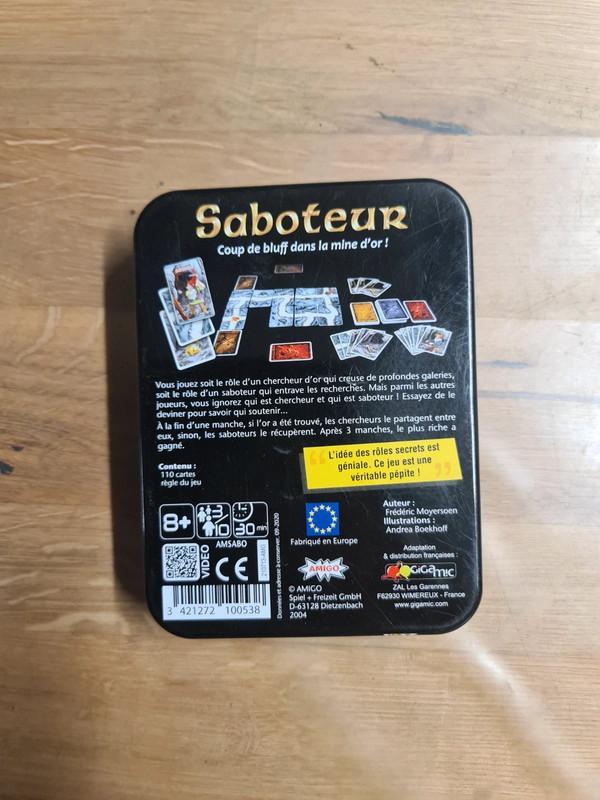 Saboteur
Coup de bluff dans la mine d'or !
Vous jouez soit le rôle d'un chercheur d'or qui creuse de profondes galeries,
soit le rôle d'un saboteur qui entrave les recherches. Mais parmi les autres
joueurs, vous ignorez qui est chercheur et qui est saboteur ! Essayez de le
deviner pour savoir qui soutenir...
À la fin d'une manche, si l'or a été trouvé, les chercheurs le partagent entre
eux, sinon, les saboteurs le récupèrent. Après 3 manches, le plus riche a
gagné.
Contenu :
110 cartes
règle du jeu
L'idée des rôles secrets est
géniale. Ce jeu est une
véritable pépite !
8+
3
10
30 min
AMSABO
VIDEO
CE
3 421272 100538
Données et adresse à conserver. 09-2020
Fabriqué en Europe
AMIGO
© AMIGO
Spiel + Freizeit GmbH
D-63128 Dietzenbach
2004
Auteur :
Frédéric Moyersoen
Illustrations :
Andrea Boekhoff
Adaptation
& distribution françaises :
GIGAMIC
ZAL Les Garennes
F62930 WIMEREUX - France
www.gigamic.com